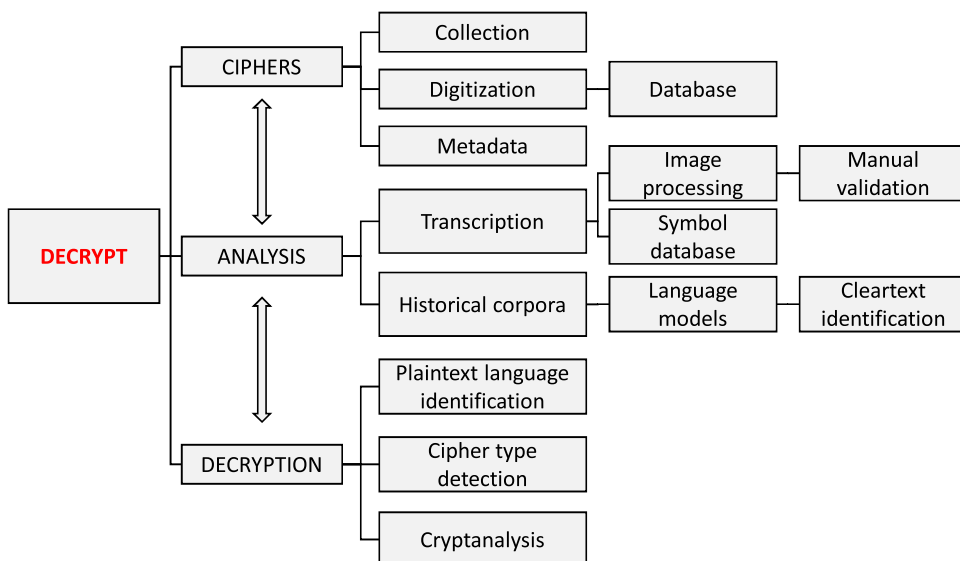 DECRYPT
CIPHERS
Collection
Digitization
Database
Metadata
ANALYSIS
Transcription
Image
processing
Manual
validation
Symbol
database
Historical corpora
Language
models
Cleartext
identification
DECRYPTION
Plaintext language
identification
Cipher type
detection
Cryptanalysis